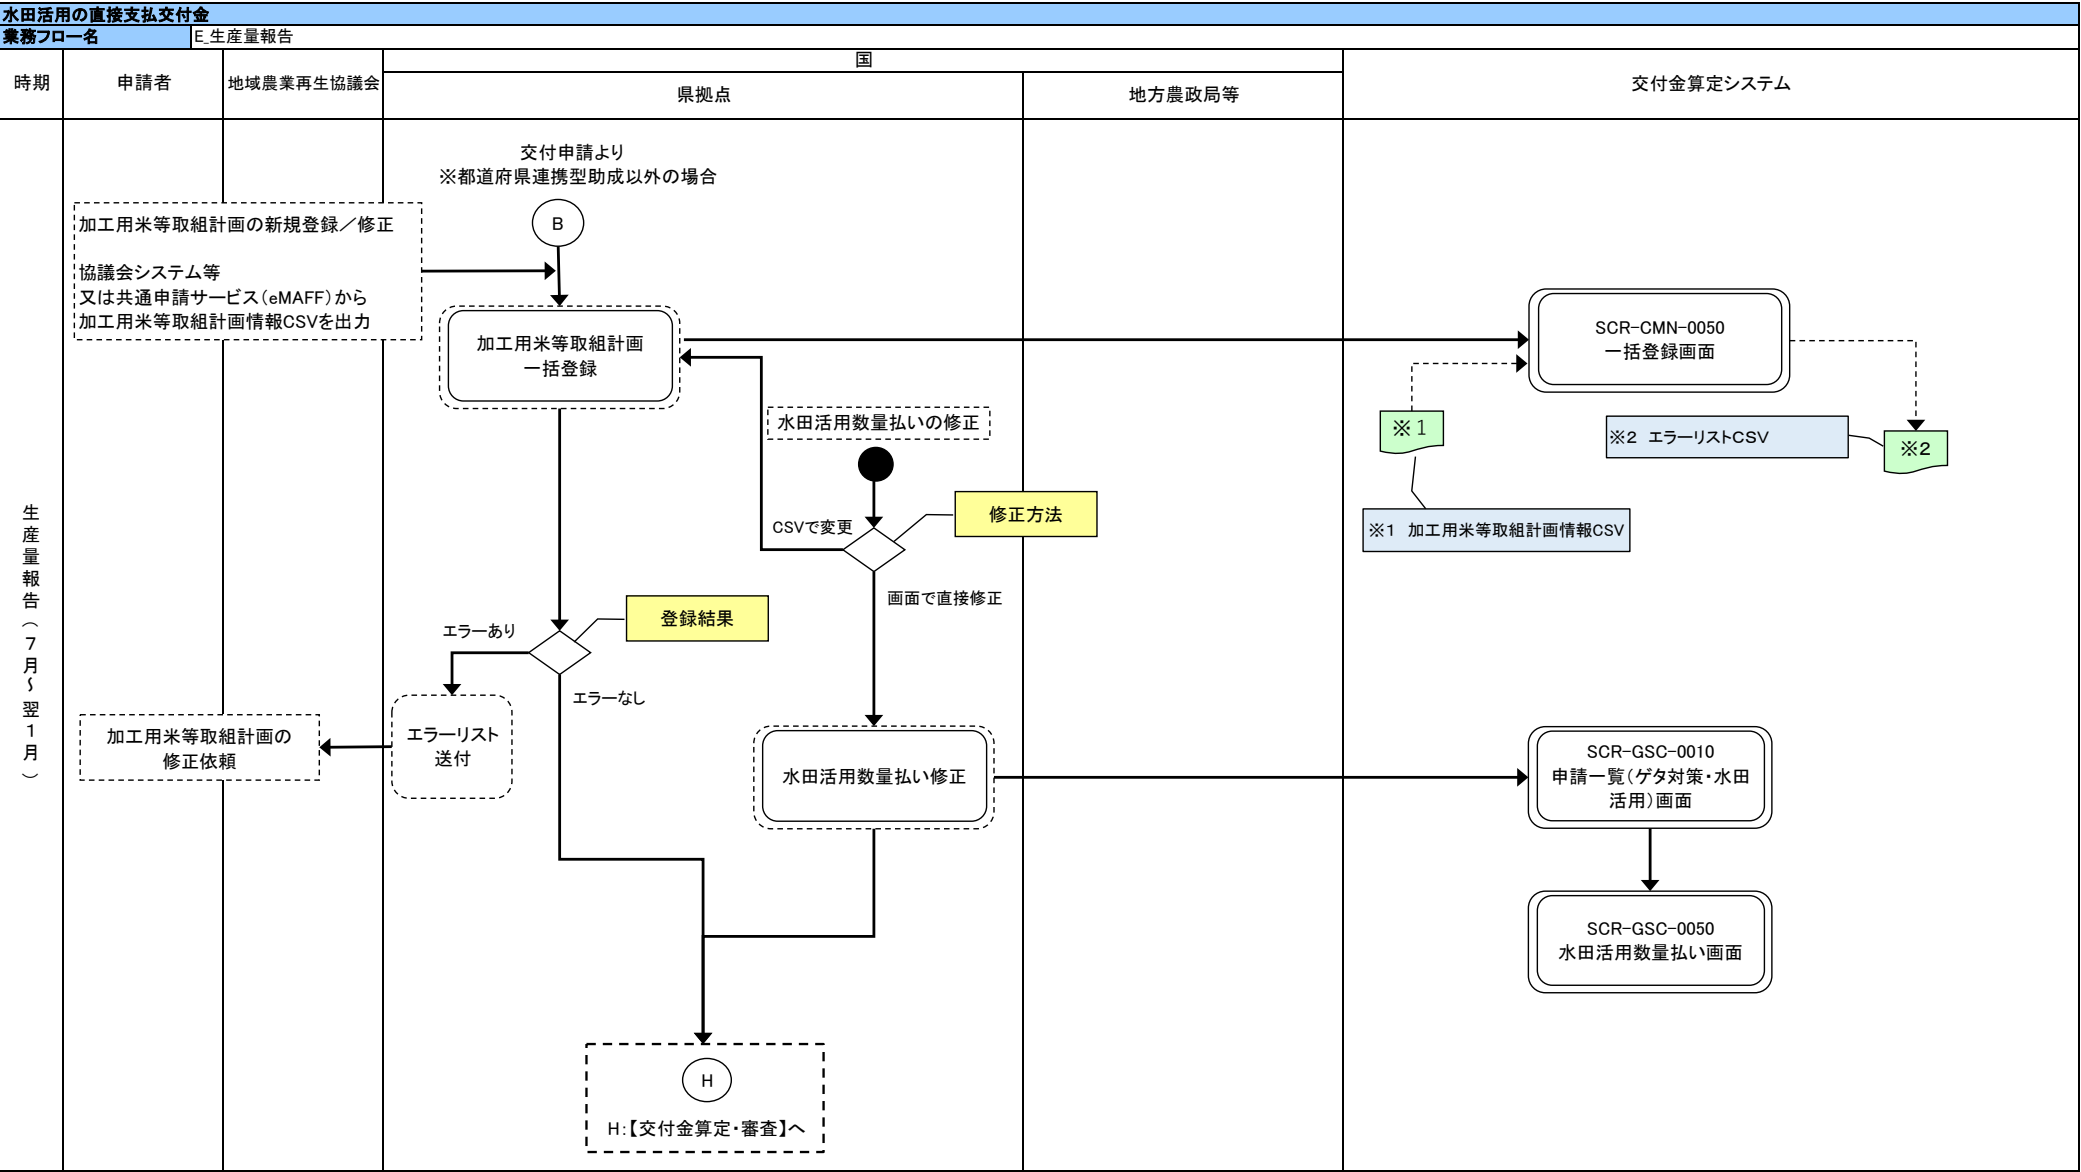 水田活用の直接支払交付金
業務フロー名
E_生産量報告
時期
申請者
地域農業再生協議会
国
県拠点
地方農政局等
交付金算定システム
生産量報告（7月～翌1月）
交付申請より
※都道府県連携型助成以外の場合
B
加工用米等取組計画の新規登録／修正
協議会システム等
又は共通申請サービス（eMAFF）から
加工用米等取組計画情報CSVを出力
加工用米等取組計画
一括登録
SCR-CMN-0050
一括登録画面
水田活用数量払いの修正
※1
※2 エラーリストCSV
※2
※1 加工用米等取組計画情報CSV
CSVで変更
修正方法
画面で直接修正
登録結果
エラーあり
エラーなし
エラーリスト
送付
加工用米等取組計画の
修正依頼
水田活用数量払い修正
SCR-GSC-0010
申請一覧（ゲタ対策・水田
活用）画面
SCR-GSC-0050
水田活用数量払い画面
H
H:【交付金算定・審査】へ